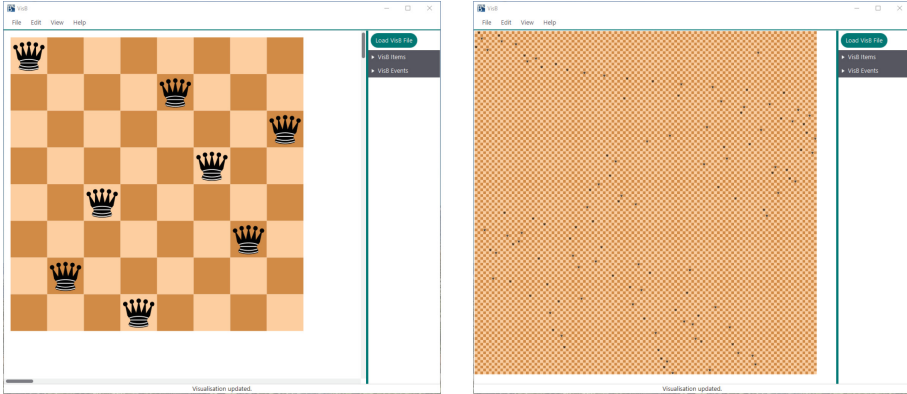 VisB
File Edit View Help
Load VisB File
VisB Items
VisB Events
Visualisation updated.
VisB
File Edit View Help
Load VisB File
VisB Items
VisB Events
Visualisation updated.